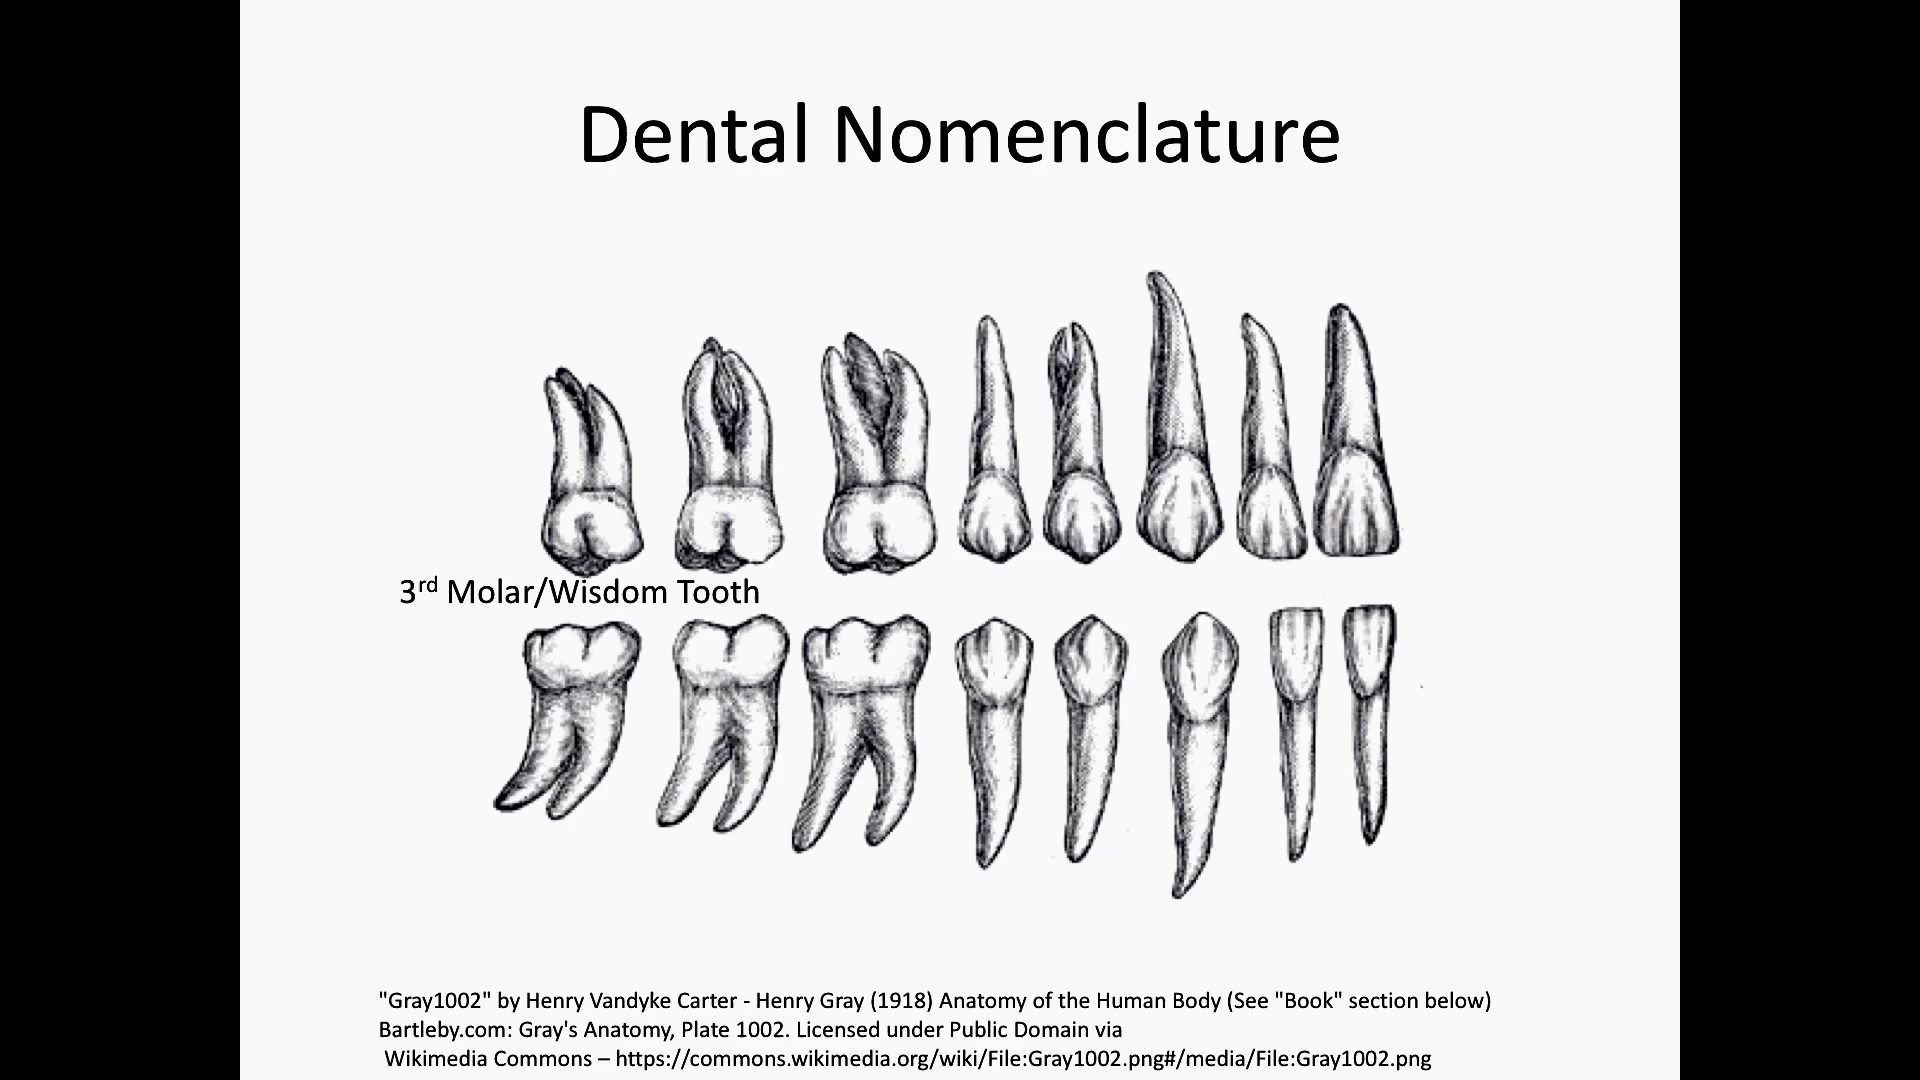 Dental Nomenclature
3rd Molar/Wisdom Tooth
"Gray1002" by Henry Vandyke Carter - Henry Gray (1918) Anatomy of the Human Body (See "Book" section below)
Bartleby.com: Gray's Anatomy, Plate 1002. Licensed under Public Domain via
Wikimedia Commons – https://commons.wikimedia.org/wiki/File:Gray1002.png#/media/File:Gray1002.png